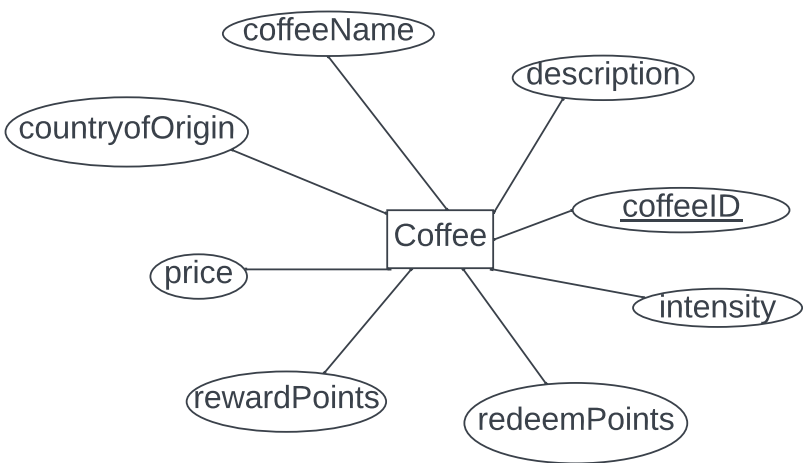 coffeeName
description
countryofOrigin
coffeeID
Coffee
price
intensity
rewardPoints
redeemPoints